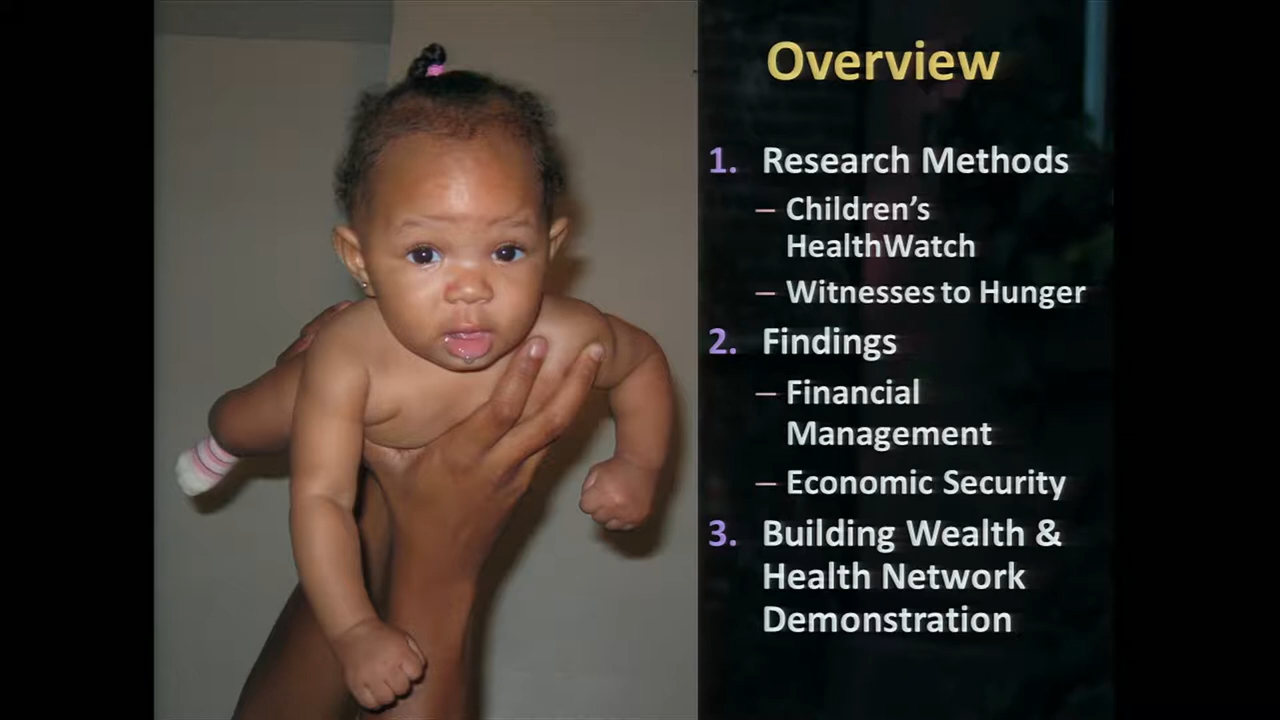 Overview
1. Research Methods
– Children's
HealthWatch
– Witnesses to Hunger
2. Findings
– Financial
Management
– Economic Security
3. Building Wealth &
Health Network
Demonstration